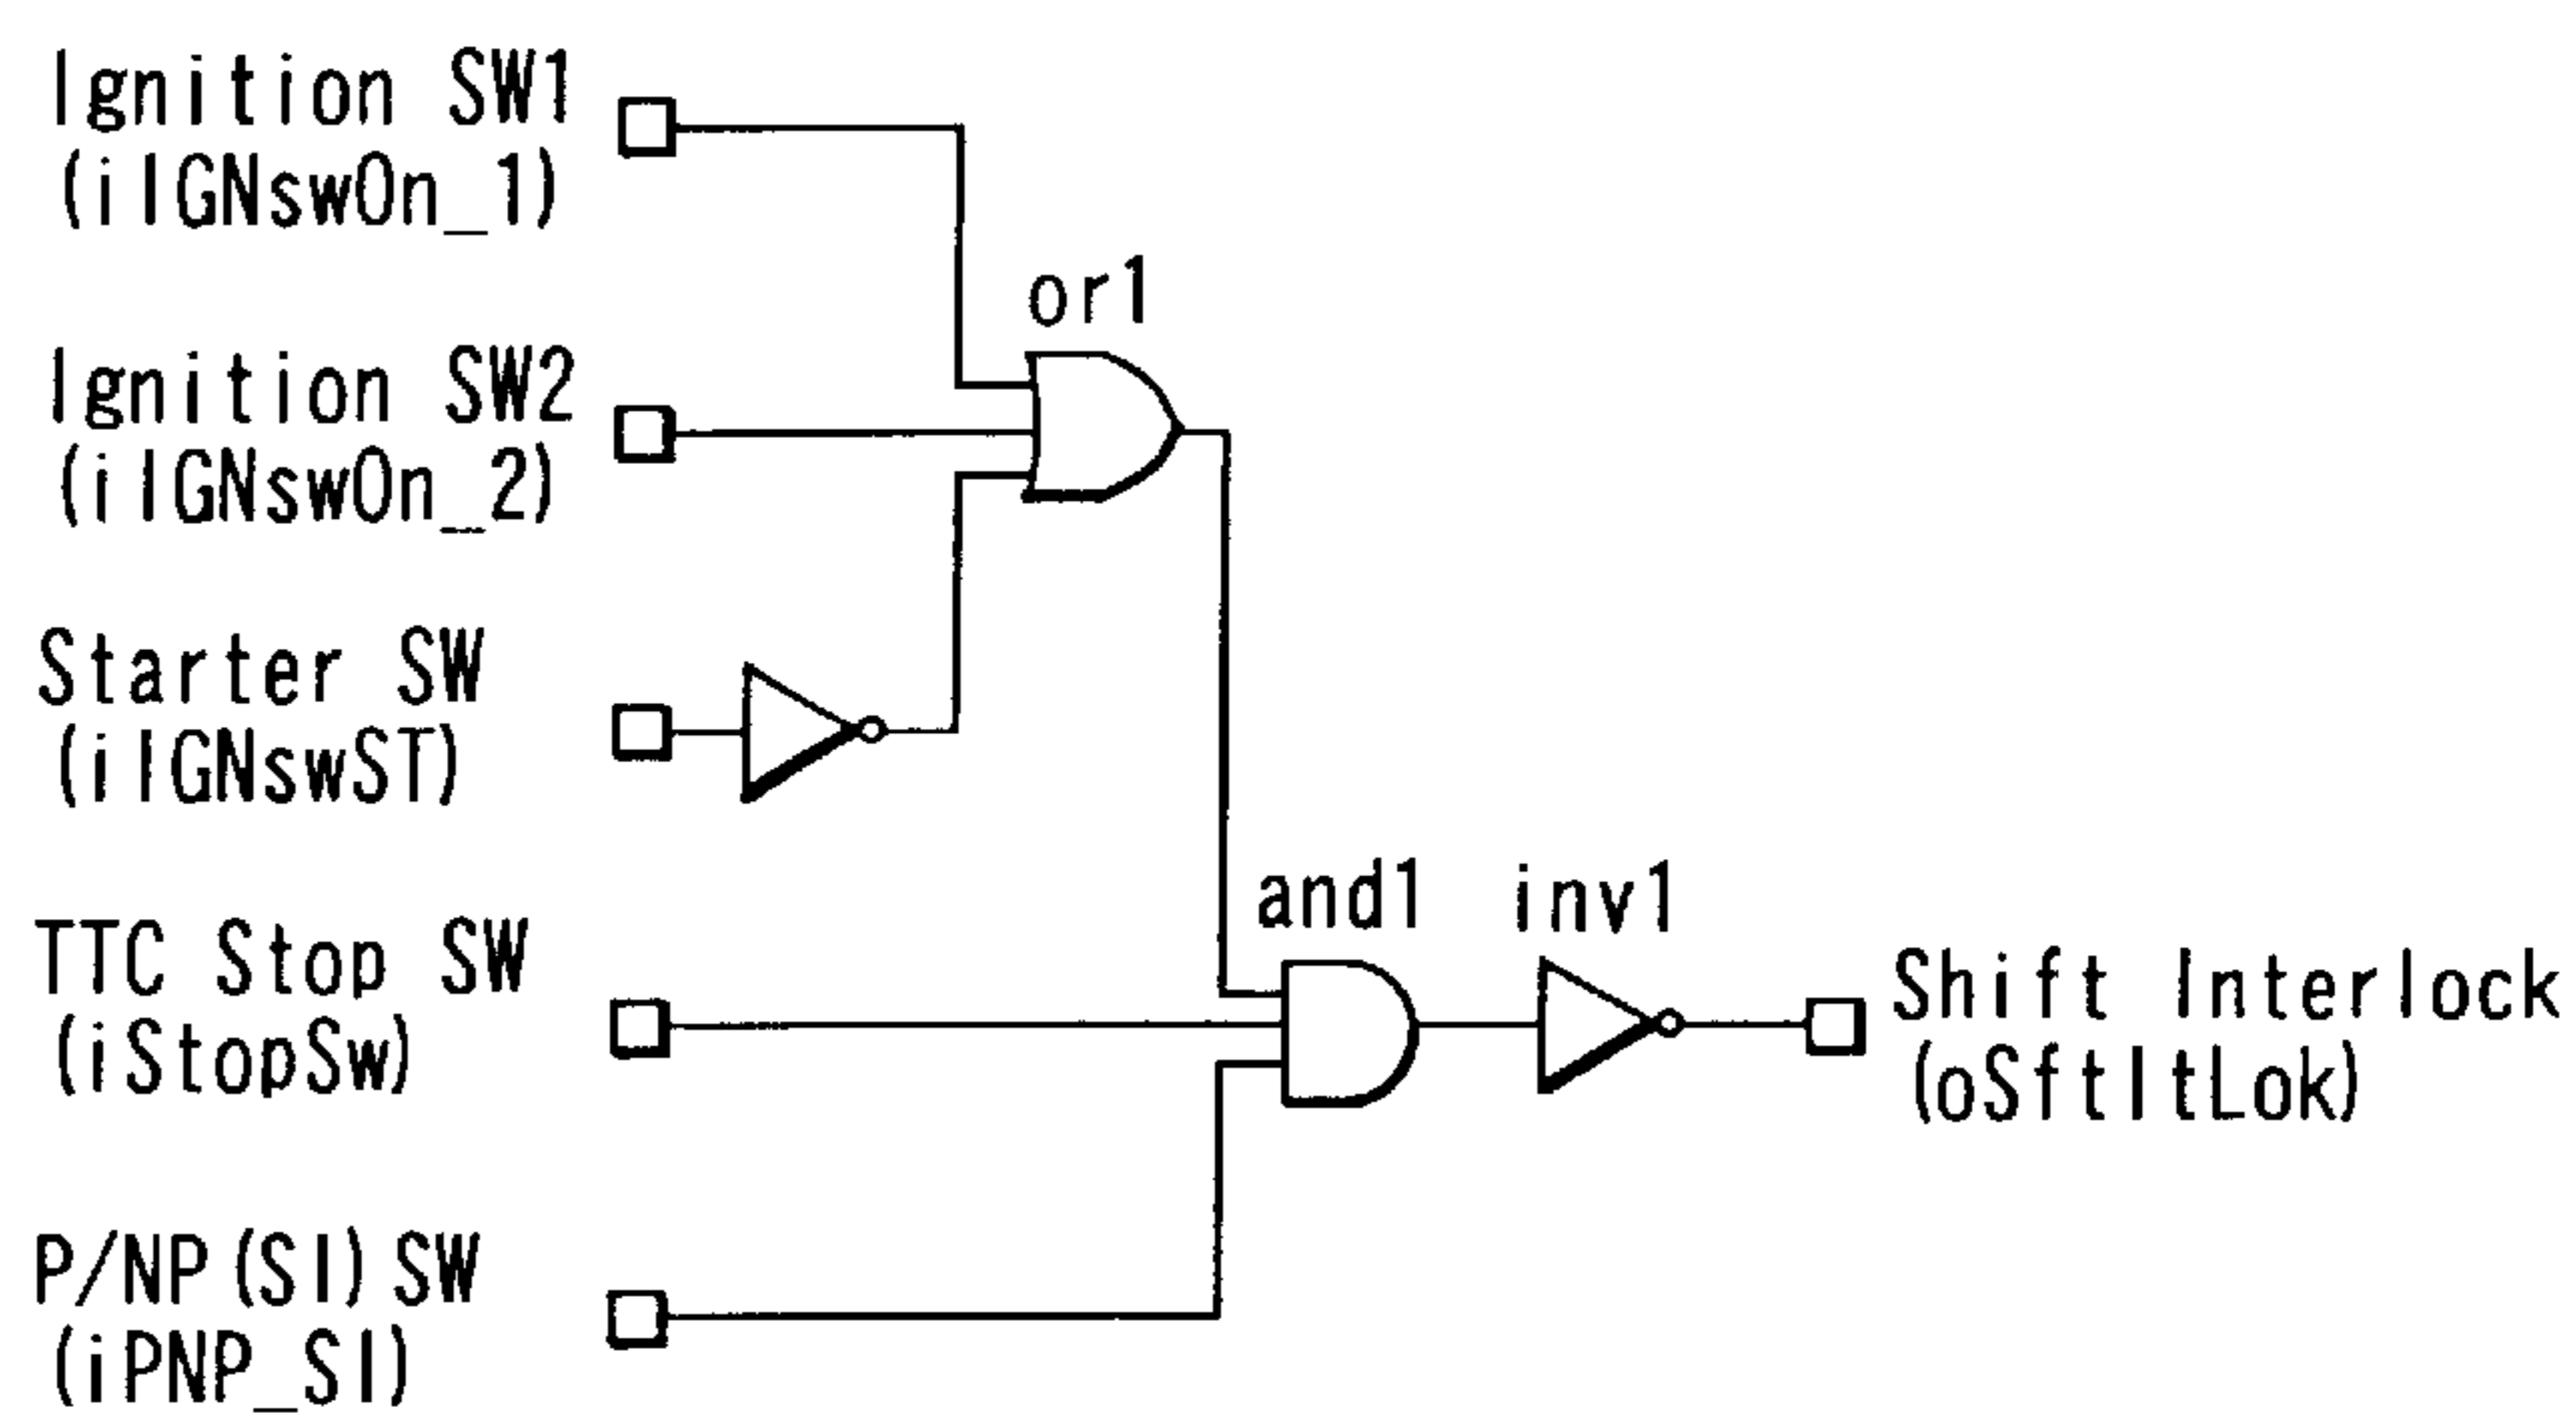 Ignition SW1
(iIGNswOn_1)
or1
Ignition SW2
(iIGNswOn_2)
Starter SW
(iIGNswST)
and1
inv1
TTC Stop SW
(iStopSw)
Shift Interlock
(oSftItLok)
P/NP(SI)SW
(iPNP_SI)